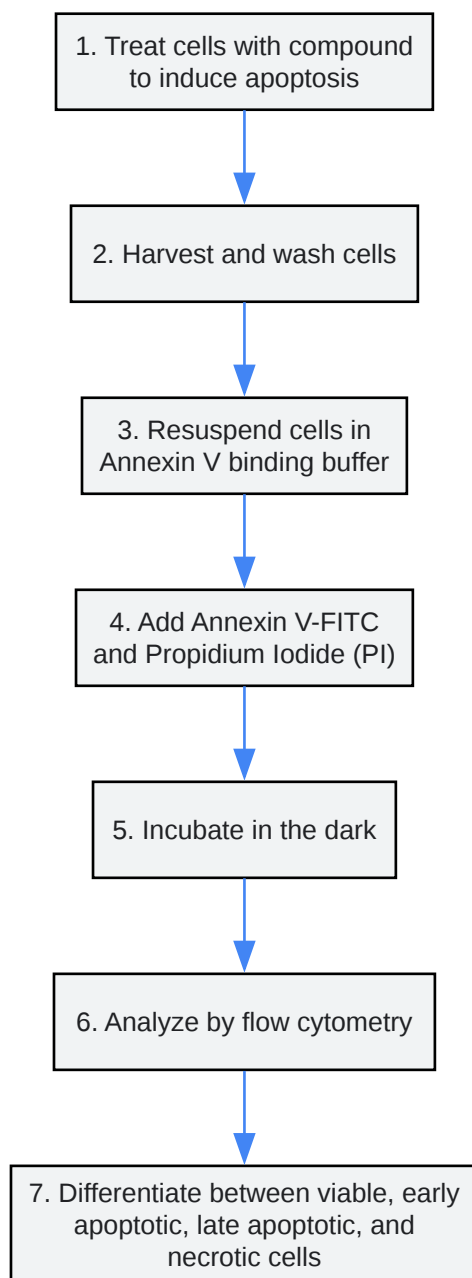 1. Treat cells with compound
to induce apoptosis
2. Harvest and wash cells
3. Resuspend cells in
Annexin V binding buffer
4. Add Annexin V-FITC
and Propidium Iodide (PI)
5. Incubate in the dark
6. Analyze by flow cytometry
7. Differentiate between viable, early
apoptotic, late apoptotic, and
necrotic cells